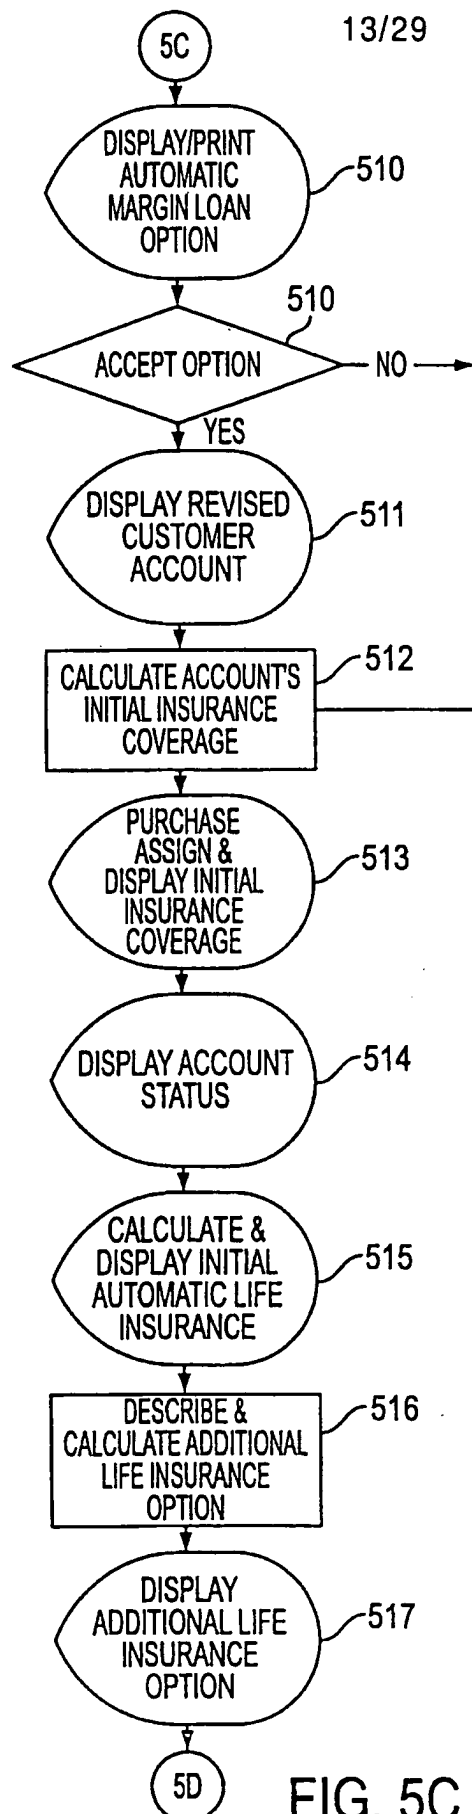 13/29
5C
DISPLAY/PRINT
AUTOMATIC
MARGIN LOAN
OPTION
510
510
ACCEPT OPTION
NO
YES
DISPLAY REVISED
CUSTOMER
ACCOUNT
511
CALCULATE ACCOUNT'S
INITIAL INSURANCE
COVERAGE
512
PURCHASE
ASSIGN &
DISPLAY INITIAL
INSURANCE
COVERAGE
513
DISPLAY ACCOUNT
STATUS
514
CALCULATE &
DISPLAY INITIAL
AUTOMATIC LIFE
INSURANCE
515
DESCRIBE &
CALCULATE ADDITIONAL
LIFE INSURANCE
OPTION
516
DISPLAY
ADDITIONAL LIFE
INSURANCE
OPTION
517
5D
FIG. 5C